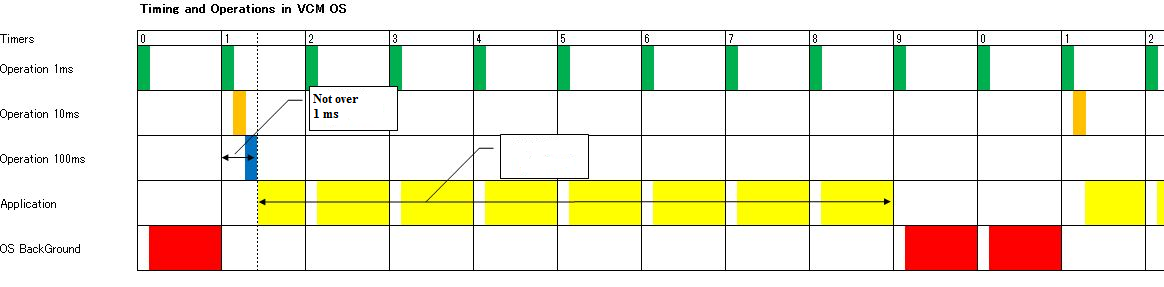 Timing and Operations in VCM OS
Timers 0 1 2 3 4 5 6 7 8 9 0 1 2
Operation 1ms
Not over
1 ms
Operation 10ms
Operation 100ms
Application
OS BackGround